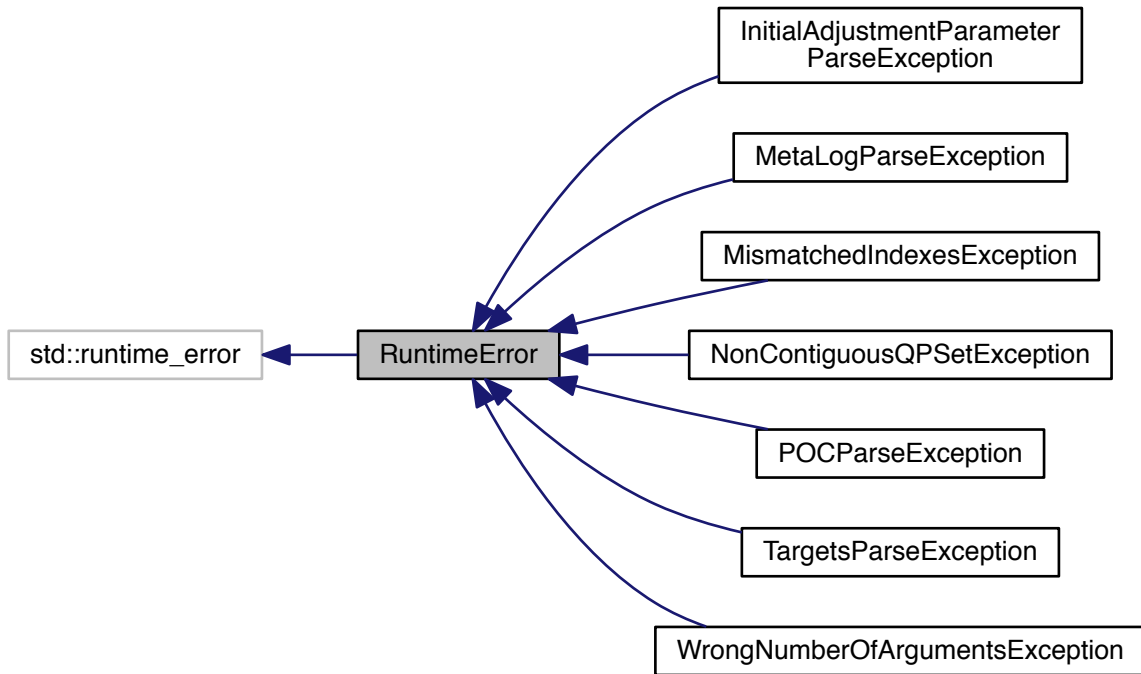 InitialAdjustmentParameter
ParseException
MetaLogParseException
MismatchedIndexesException
std::runtime_error
RuntimeError
NonContiguousQPSetException
POCParseException
TargetsParseException
WrongNumberOfArgumentsException